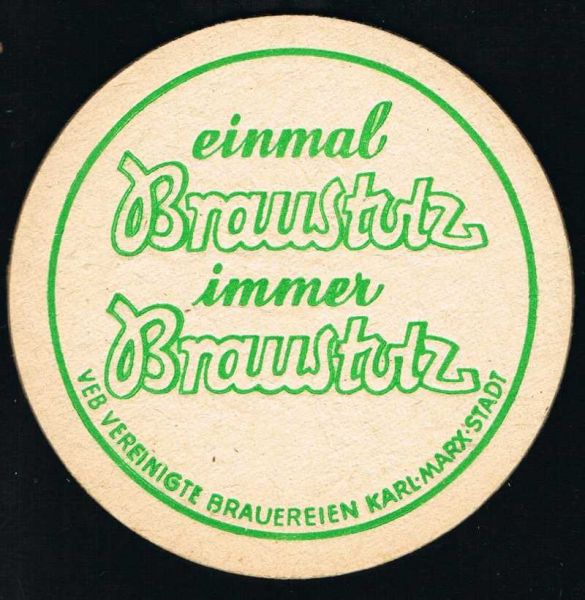 einmal
Braustolz
immer
Braustolz
VEB VEREINIGTE BRAUEREIEN KARL-MARX-STADT